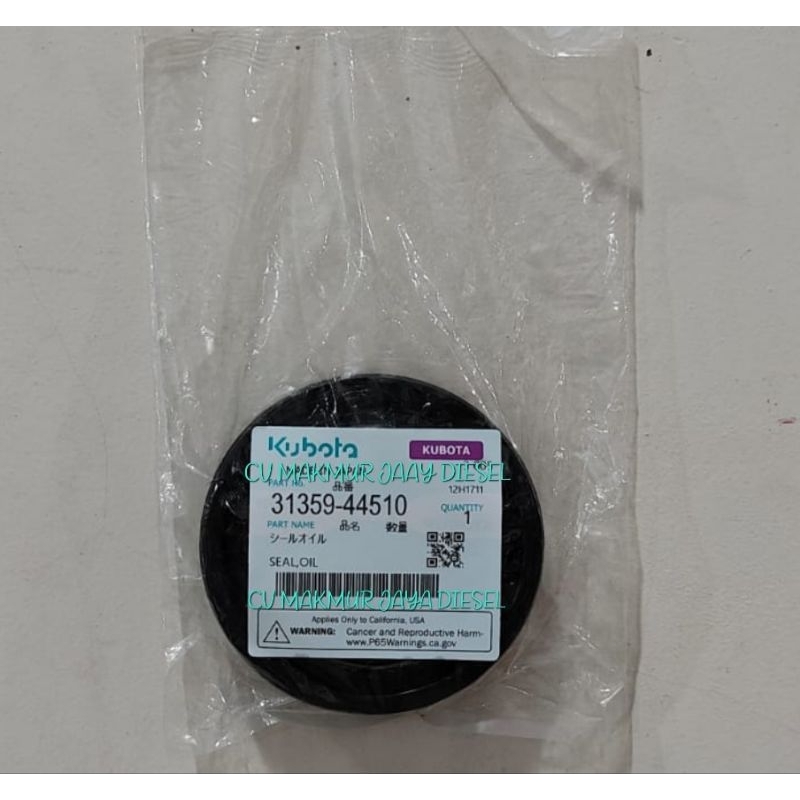 Kubota KUBOTA
CV MAKMUR JAAY DIESEL
PART NO. 品番 12H1711
31359-44510 QUANTITY 1
PART NAME 品名 数量
シールオイル
SEAL,OIL
CV MAKMUR JAYA DIESEL
Applies Only to California, USA
WARNING: Cancer and Reproductive Harm-
www.P65Warnings.ca.gov